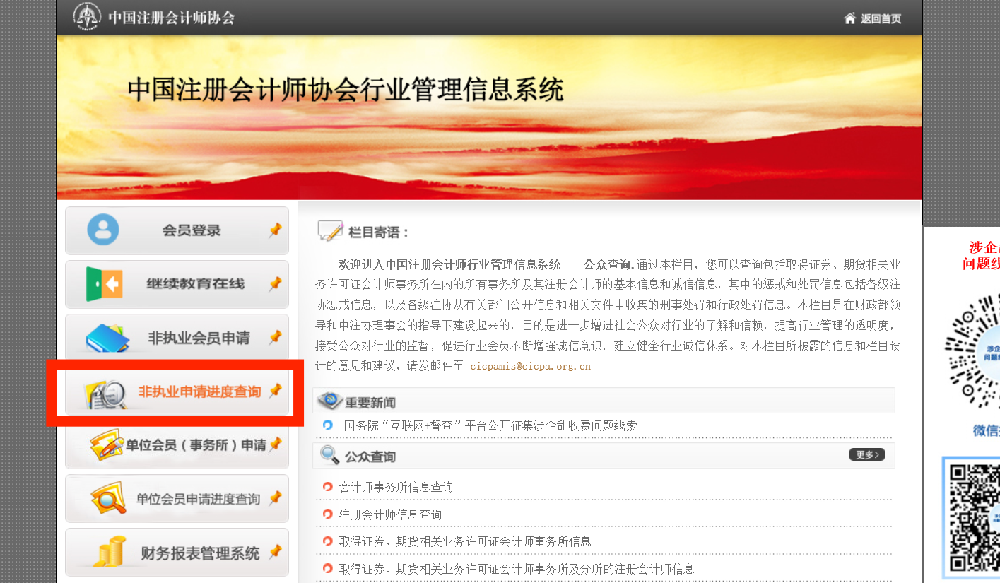 中国注册会计师协会
返回首页
中国注册会计师协会行业管理信息系统
会员登录
继续教育在线
非执业会员申请
非执业申请进度查询
单位会员（事务所）申请
单位会员申请进度查询
财务报表管理系统
栏目寄语：
欢迎进入中国注册会计师行业管理信息系统——公众查询.通过本栏目，您可以查询包括取得证券、期货相关业
务许可证会计师事务所在内的所有事务所及其注册会计师的基本信息和诚信信息，其中的惩戒和处罚信息包括各级注
协惩戒信息，以及各级注协从有关部门公开信息和相关文件中收集的刑事处罚和行政处罚信息。本栏目是在财政部领
导和中注协理事会的指导下建设起来的，目的是进一步增进社会公众对行业的了解和信赖，提高行业管理的透明度，
接受公众对行业的监督，促进行业会员不断增强诚信意识，建立健全行业诚信体系。对本栏目所披露的信息和栏目设
计的意见和建议，请发邮件至 cicpamis@cicpa.org.cn
重要新闻
国务院“互联网+督查”平台公开征集涉企乱收费问题线索
公众查询
更多>
会计师事务所信息查询
注册会计师信息查询
取得证券、期货相关业务许可证会计师事务所信息
取得证券、期货相关业务许可证会计师事务所及分所的注册会计师信息
涉企
问题线
涉企
问题
微信